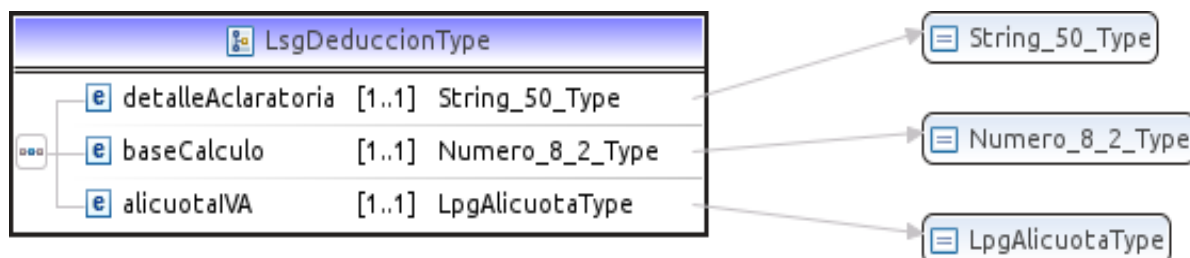 LsgDeduccionType
detalleAclaratoria [1..1] String_50_Type
baseCalculo [1..1] Numero_8_2_Type
alicuotaIVA [1..1] LpgAlicuotaType
String_50_Type
Numero_8_2_Type
LpgAlicuotaType